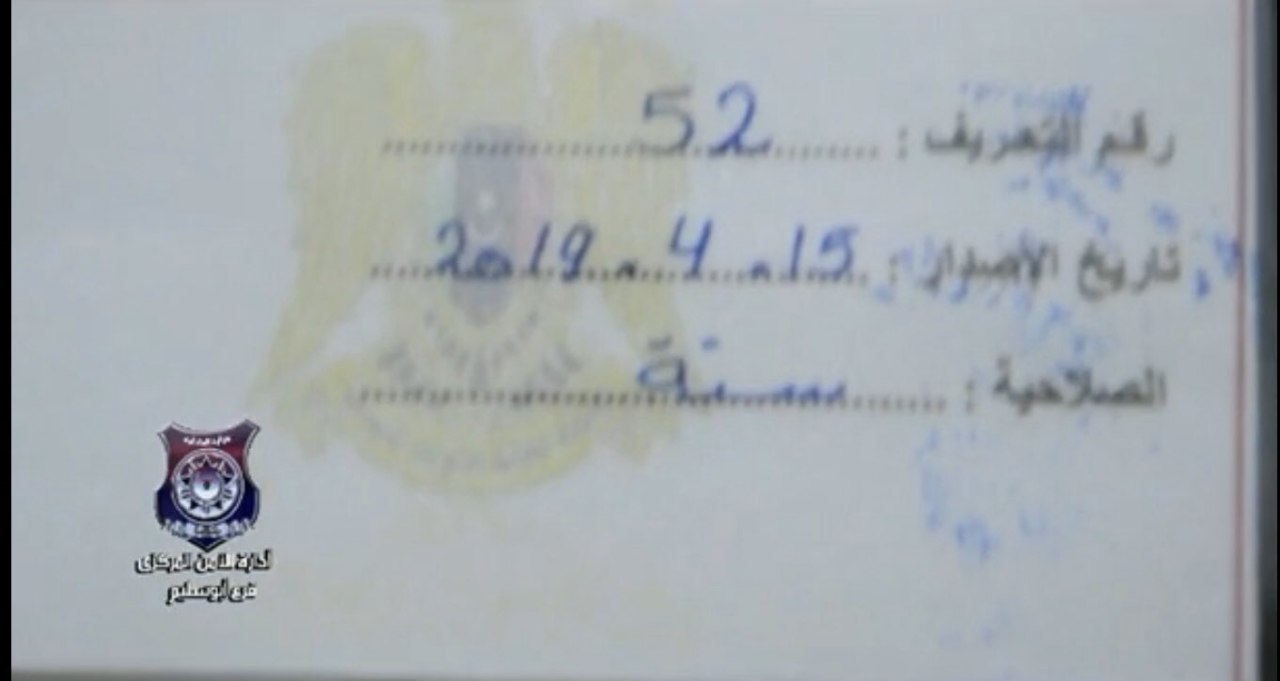 رقم التعريف : 52
تاريخ الإصدار : 15 . 4 . 2019
الصلاحية : سنة
إدارة الأمن المركزي
فرع أبوسليم